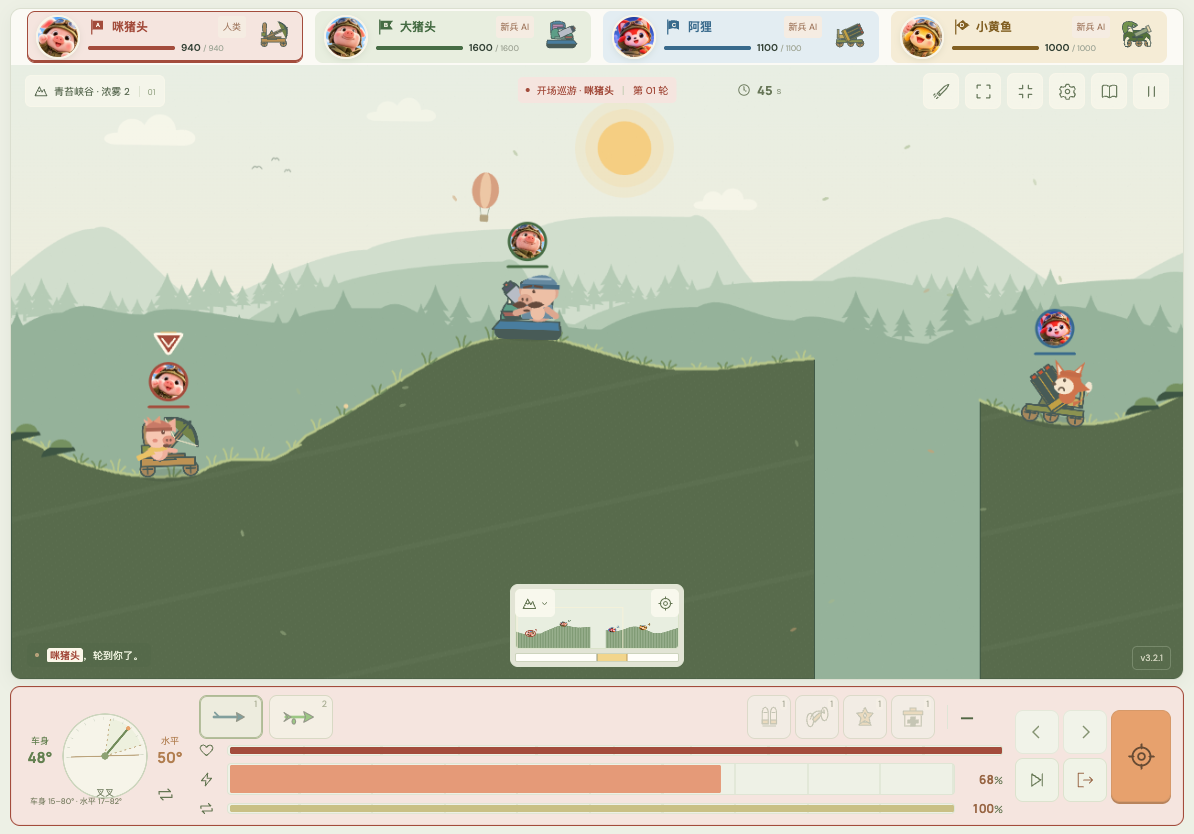 A 咪猪头 人类
940 / 940
B 大猪头 新兵 AI
1600 / 1600
C 阿狸 新兵 AI
1100 / 1100
小黄鱼 新兵 AI
1000 / 1000
青苔峡谷 · 浓雾 2 01
开场巡游 · 咪猪头 第 01 轮
45 s
咪猪头，轮到你了。
v3.2.1
车身
48°
水平
50°
叉叉
车身 15–80° · 水平 17–82°
1
2
1
1
1
1
68%
100%